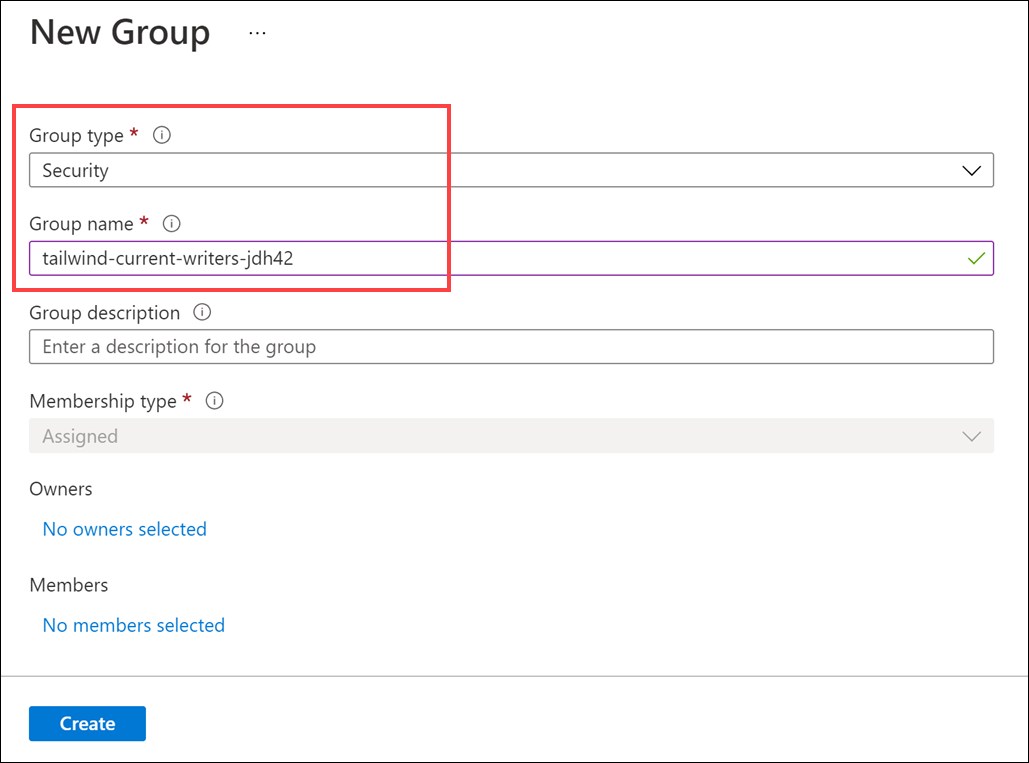 New Group ...
Group type *
Security
Group name *
tailwind-current-writers-jdh42
Group description
Enter a description for the group
Membership type *
Assigned
Owners
No owners selected
Members
No members selected
Create